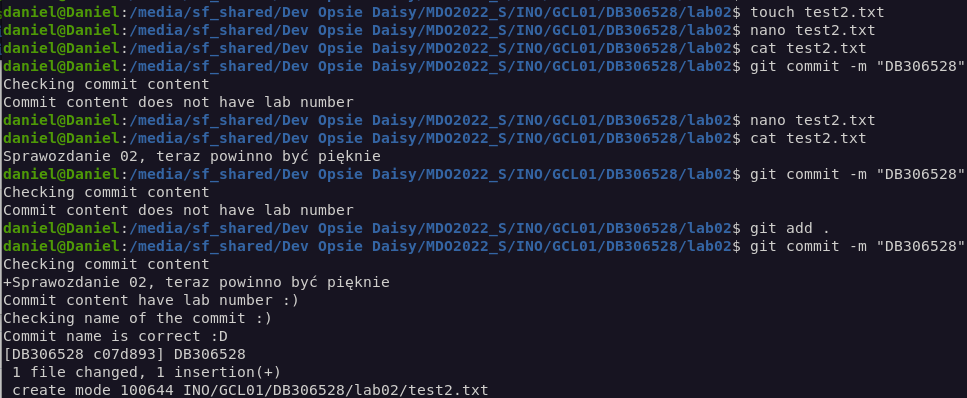 daniel@Daniel:/media/sf_shared/Dev Opsie Daisy/MDO2022_S/INO/GCL01/DB306528/lab02$ touch test2.txt
daniel@Daniel:/media/sf_shared/Dev Opsie Daisy/MDO2022_S/INO/GCL01/DB306528/lab02$ nano test2.txt
daniel@Daniel:/media/sf_shared/Dev Opsie Daisy/MDO2022_S/INO/GCL01/DB306528/lab02$ cat test2.txt
daniel@Daniel:/media/sf_shared/Dev Opsie Daisy/MDO2022_S/INO/GCL01/DB306528/lab02$ git commit -m "DB306528"
Checking commit content
Commit content does not have lab number
daniel@Daniel:/media/sf_shared/Dev Opsie Daisy/MDO2022_S/INO/GCL01/DB306528/lab02$ nano test2.txt
daniel@Daniel:/media/sf_shared/Dev Opsie Daisy/MDO2022_S/INO/GCL01/DB306528/lab02$ cat test2.txt
Sprawozdanie 02, teraz powinno być pięknie
daniel@Daniel:/media/sf_shared/Dev Opsie Daisy/MDO2022_S/INO/GCL01/DB306528/lab02$ git commit -m "DB306528"
Checking commit content
Commit content does not have lab number
daniel@Daniel:/media/sf_shared/Dev Opsie Daisy/MDO2022_S/INO/GCL01/DB306528/lab02$ git add .
daniel@Daniel:/media/sf_shared/Dev Opsie Daisy/MDO2022_S/INO/GCL01/DB306528/lab02$ git commit -m "DB306528"
Checking commit content
+Sprawozdanie 02, teraz powinno być pięknie
Commit content have lab number :)
Checking name of the commit :)
Commit name is correct :D
[DB306528 c07d893] DB306528
 1 file changed, 1 insertion(+)
 create mode 100644 INO/GCL01/DB306528/lab02/test2.txt